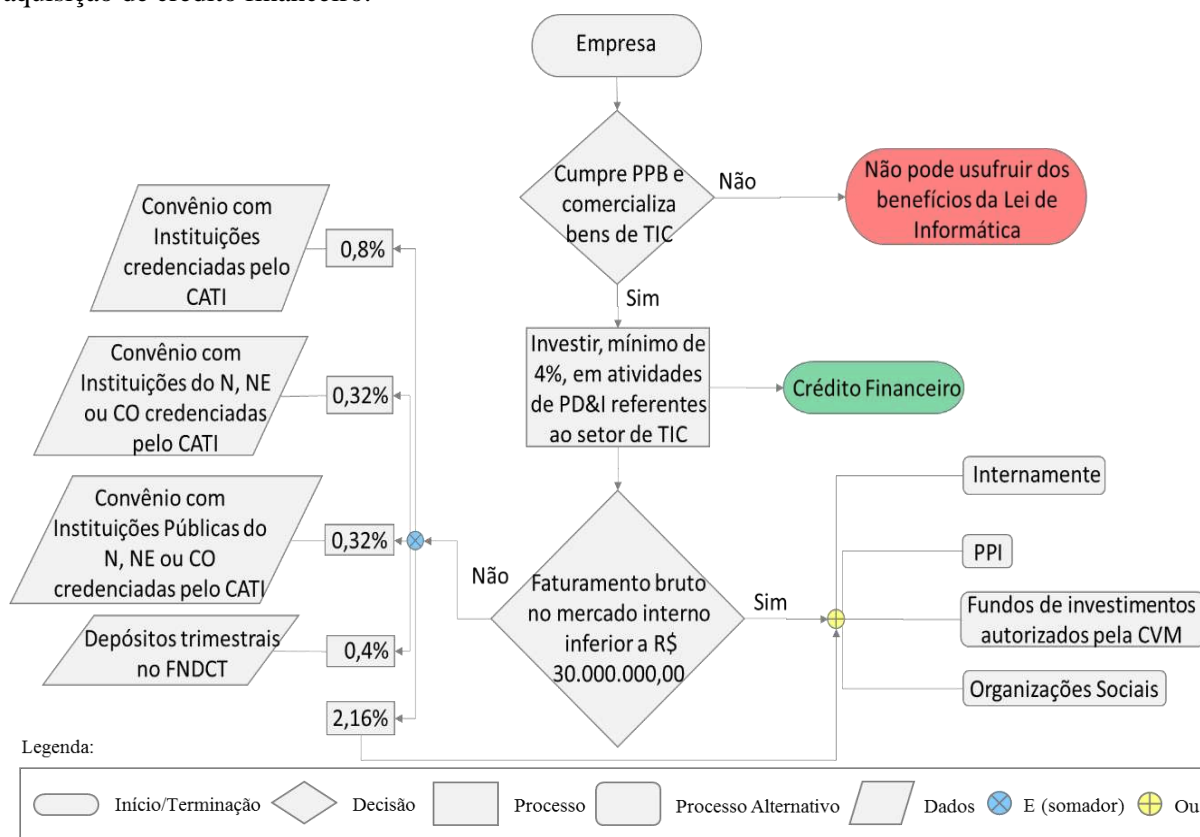 aquisição de crédito financeiro.
Empresa
Cumpre PPB e
comercializa
bens de TIC
Não
Não pode usufruir dos
benefícios da Lei de
Informática
Sim
Investir, mínimo de
4%, em atividades
de PD&I referentes
ao setor de TIC
Crédito Financeiro
Faturamento bruto
no mercado interno
inferior a R$
30.000.000,00
Não
Sim
Convênio com
Instituições
credenciadas pelo
CATI
0,8%
Convênio com
Instituições do N, NE
ou CO credenciadas
pelo CATI
0,32%
Convênio com
Instituições Públicas do
N, NE ou CO
credenciadas pelo CATI
0,32%
Depósitos trimestrais
no FNDCT
0,4%
2,16%
Internamente
PPI
Fundos de investimentos
autorizados pela CVM
Organizações Sociais
Legenda:
Início/Terminação
Decisão
Processo
Processo Alternativo
Dados
E (somador)
Ou